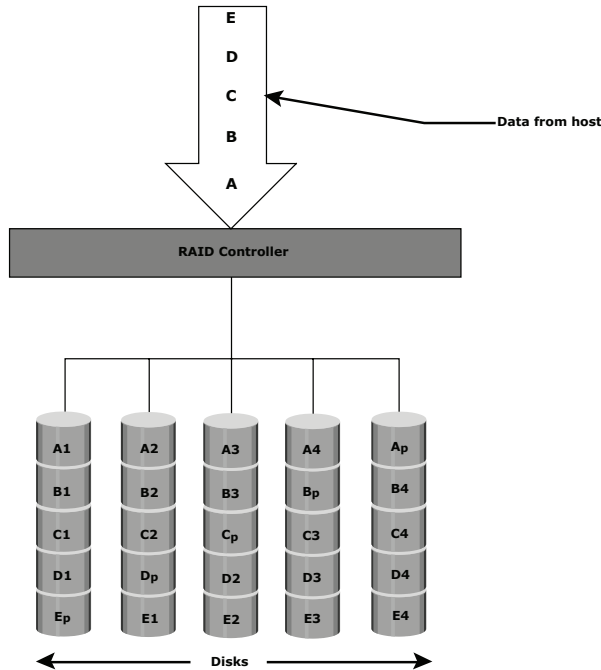 E
D
C
B
A
Data from host
RAID Controller
A1 A2 A3 A4 Ap
B1 B2 B3 Bp B4
C1 C2 Cp C3 C4
D1 Dp D2 D3 D4
Ep E1 E2 E3 E4
Disks